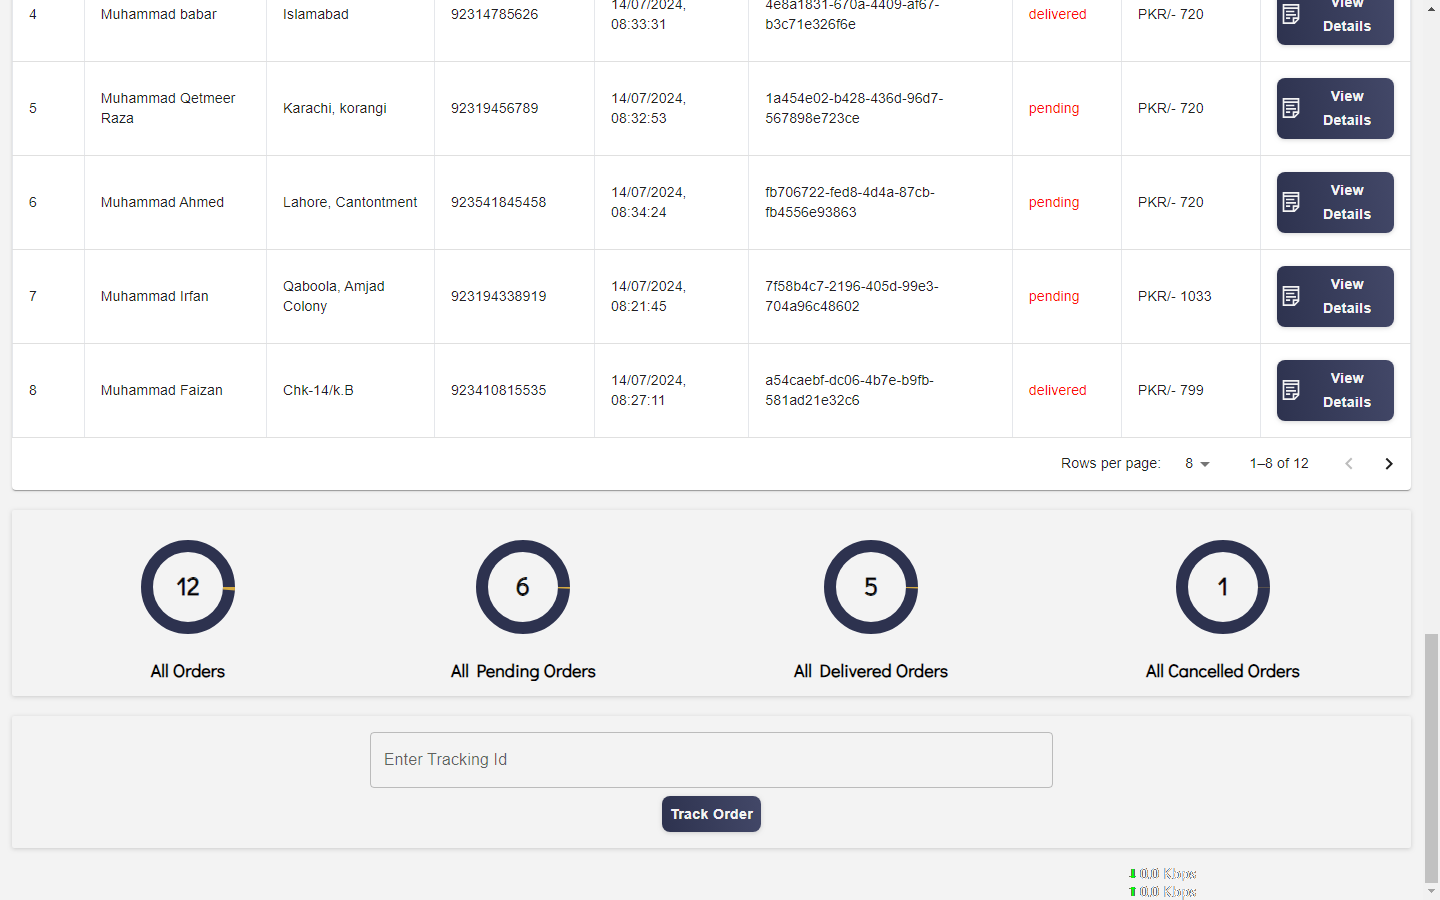 4 Muhammad babar Islamabad 92314785626 14/07/2024, 08:33:31 4e8a1831-670a-4409-af67-b3c71e326f6e delivered PKR/- 720 View Details
5 Muhammad Qetmeer Raza Karachi, korangi 92319456789 14/07/2024, 08:32:53 1a454e02-b428-436d-96d7-567898e723ce pending PKR/- 720 View Details
6 Muhammad Ahmed Lahore, Cantontment 923541845458 14/07/2024, 08:34:24 fb706722-fed8-4d4a-87cb-fb4556e93863 pending PKR/- 720 View Details
7 Muhammad Irfan Qaboola, Amjad Colony 923194338919 14/07/2024, 08:21:45 7f58b4c7-2196-405d-99e3-704a96c48602 pending PKR/- 1033 View Details
8 Muhammad Faizan Chk-14/k.B 923410815535 14/07/2024, 08:27:11 a54caebf-dc06-4b7e-b9fb-581ad21e32c6 delivered PKR/- 799 View Details
Rows per page: 8 1–8 of 12
12 6 5 1
All Orders All Pending Orders All Delivered Orders All Cancelled Orders
Enter Tracking Id
Track Order
0.0 Kbps
0.0 Kbps